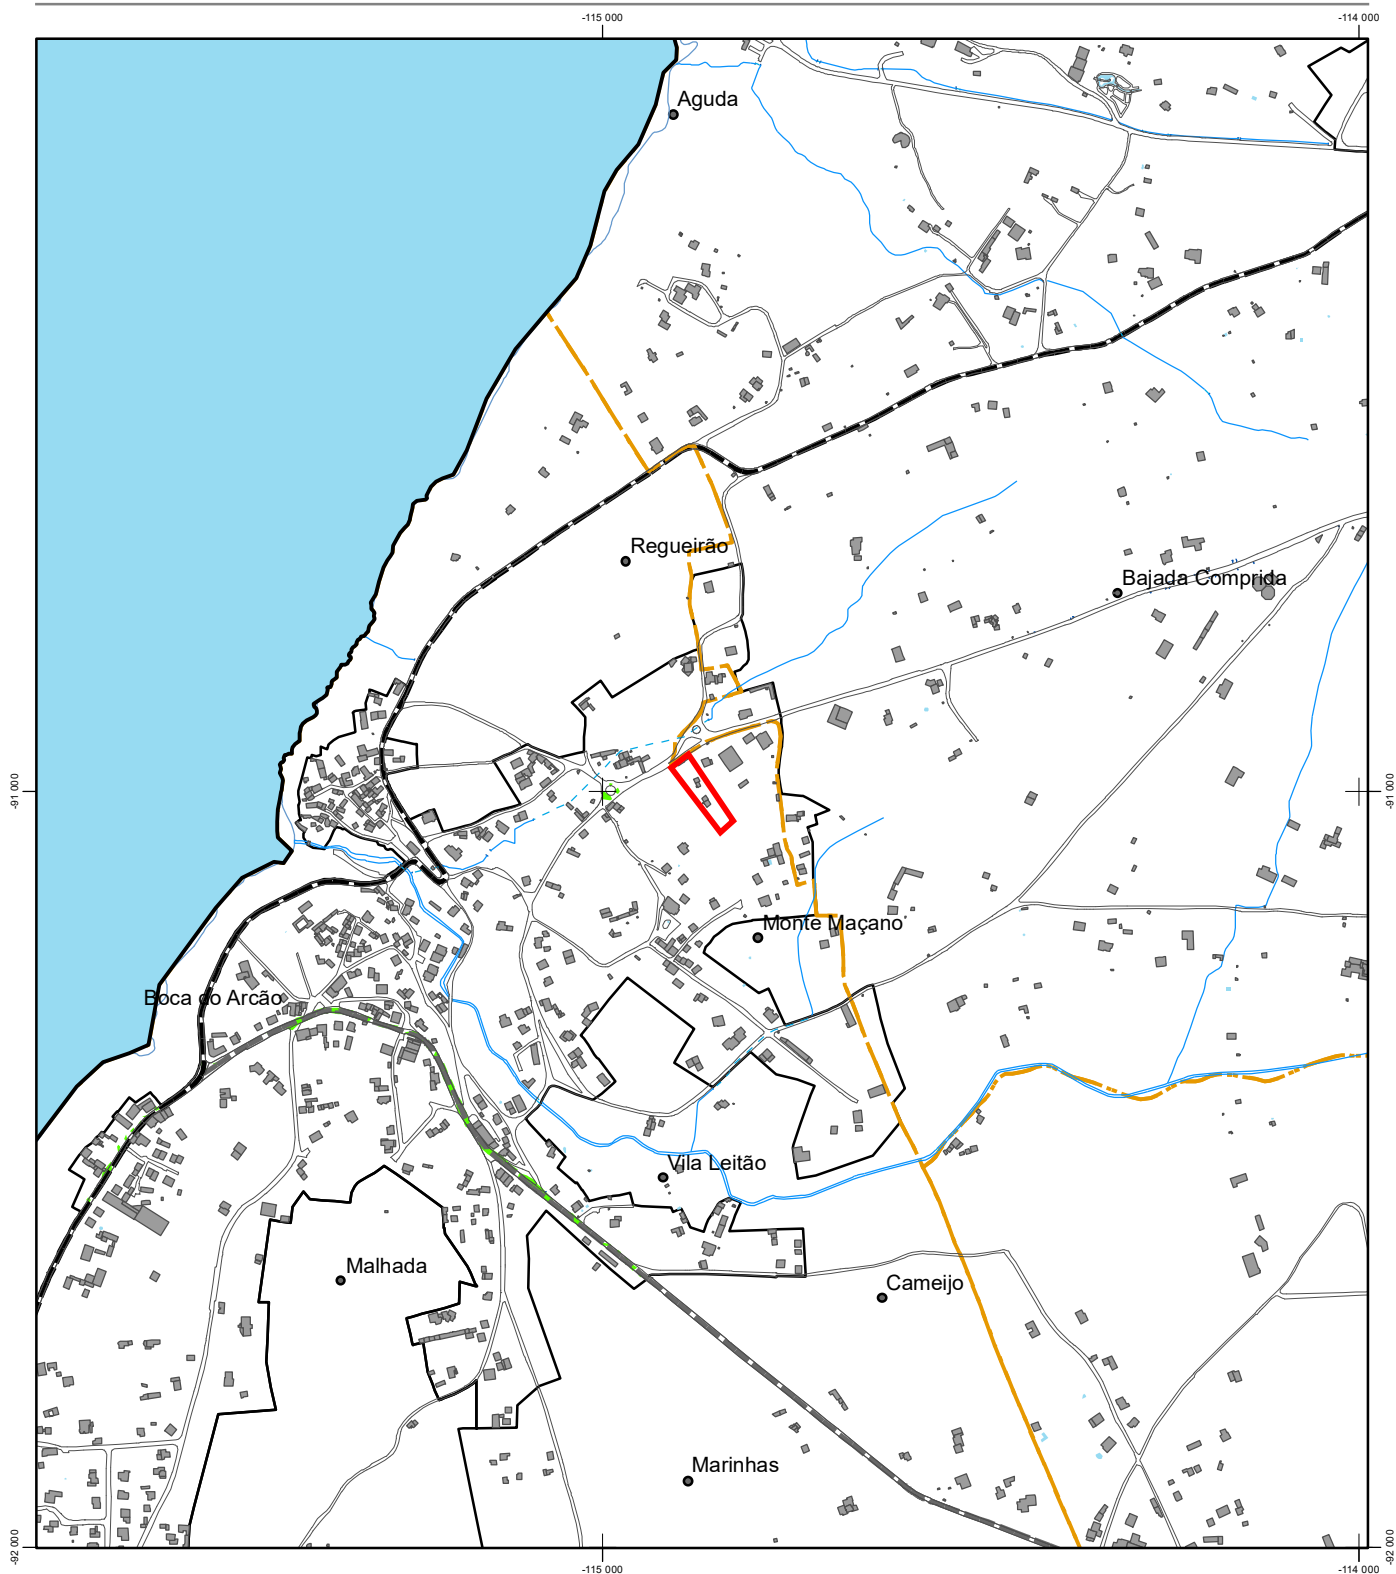 -115 000
-114 000
Aguda
Regueirão
Bajada Comprida
-91 000
-91 000
Monte Maçano
Boca do Arcão
Vila Leitão
Malhada
Cameijo
Marinhas
-92 000
-92 000
-115 000
-114 000